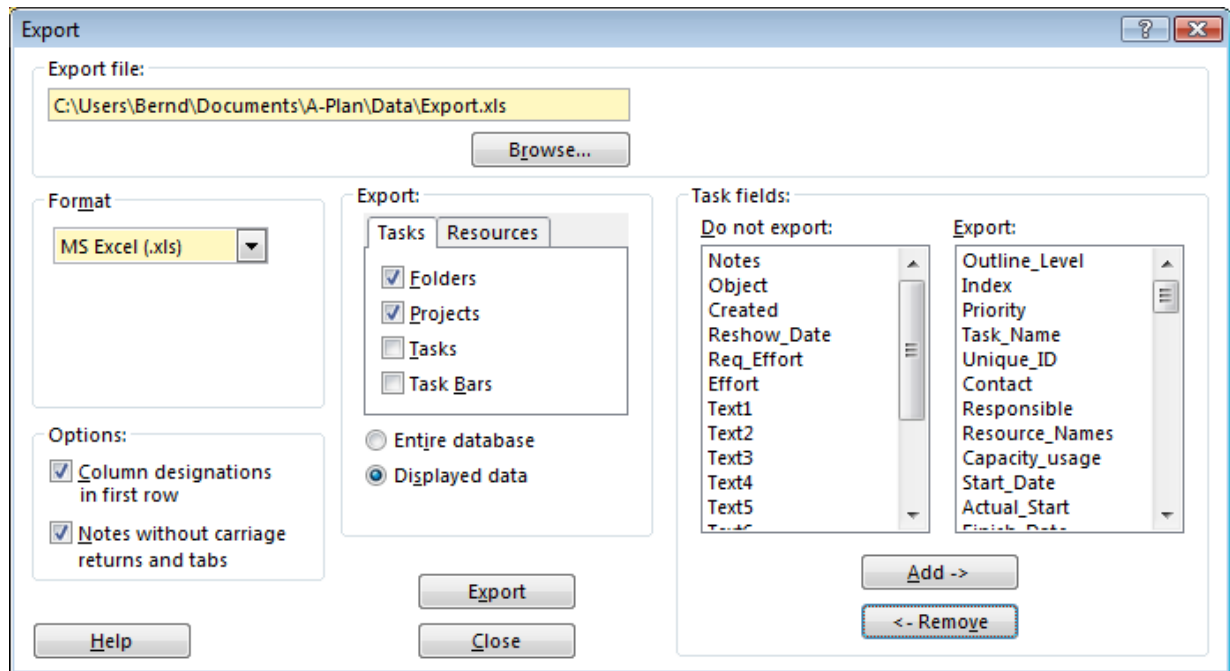 Export
Export file:
C:\Users\Bernd\Documents\A-Plan\Data\Export.xls
Browse...
Format
MS Excel (.xls)
Options:
Column designations
in first row
Notes without carriage
returns and tabs
Help
Export:
Tasks Resources
Folders
Projects
Tasks
Task Bars
Entire database
Displayed data
Export
Close
Task fields:
Do not export:
Notes
Object
Created
Reshow_Date
Req_Effort
Effort
Text1
Text2
Text3
Text4
Text5
Text6
Export:
Outline_Level
Index
Priority
Task_Name
Unique_ID
Contact
Responsible
Resource_Names
Capacity_usage
Start_Date
Actual_Start
Finish_Date
Add ->
<- Remove